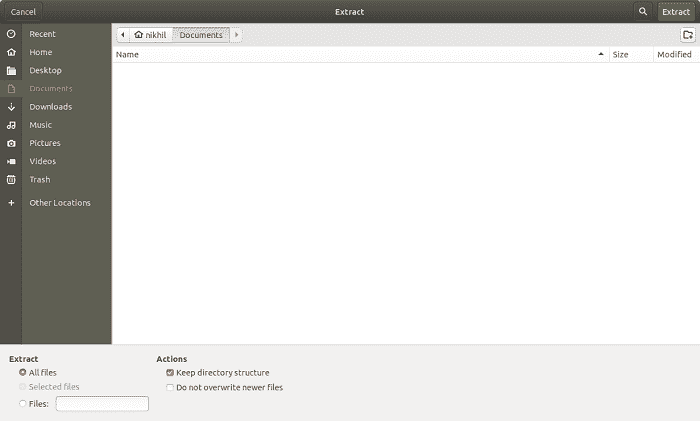 Cancel Extract Extract
Recent
Home
Desktop
Documents
Downloads
Music
Pictures
Videos
Trash
Other Locations
nikhil Documents
Name Size Modified
Extract
All files
Selected files
Files:
Actions
Keep directory structure
Do not overwrite newer files